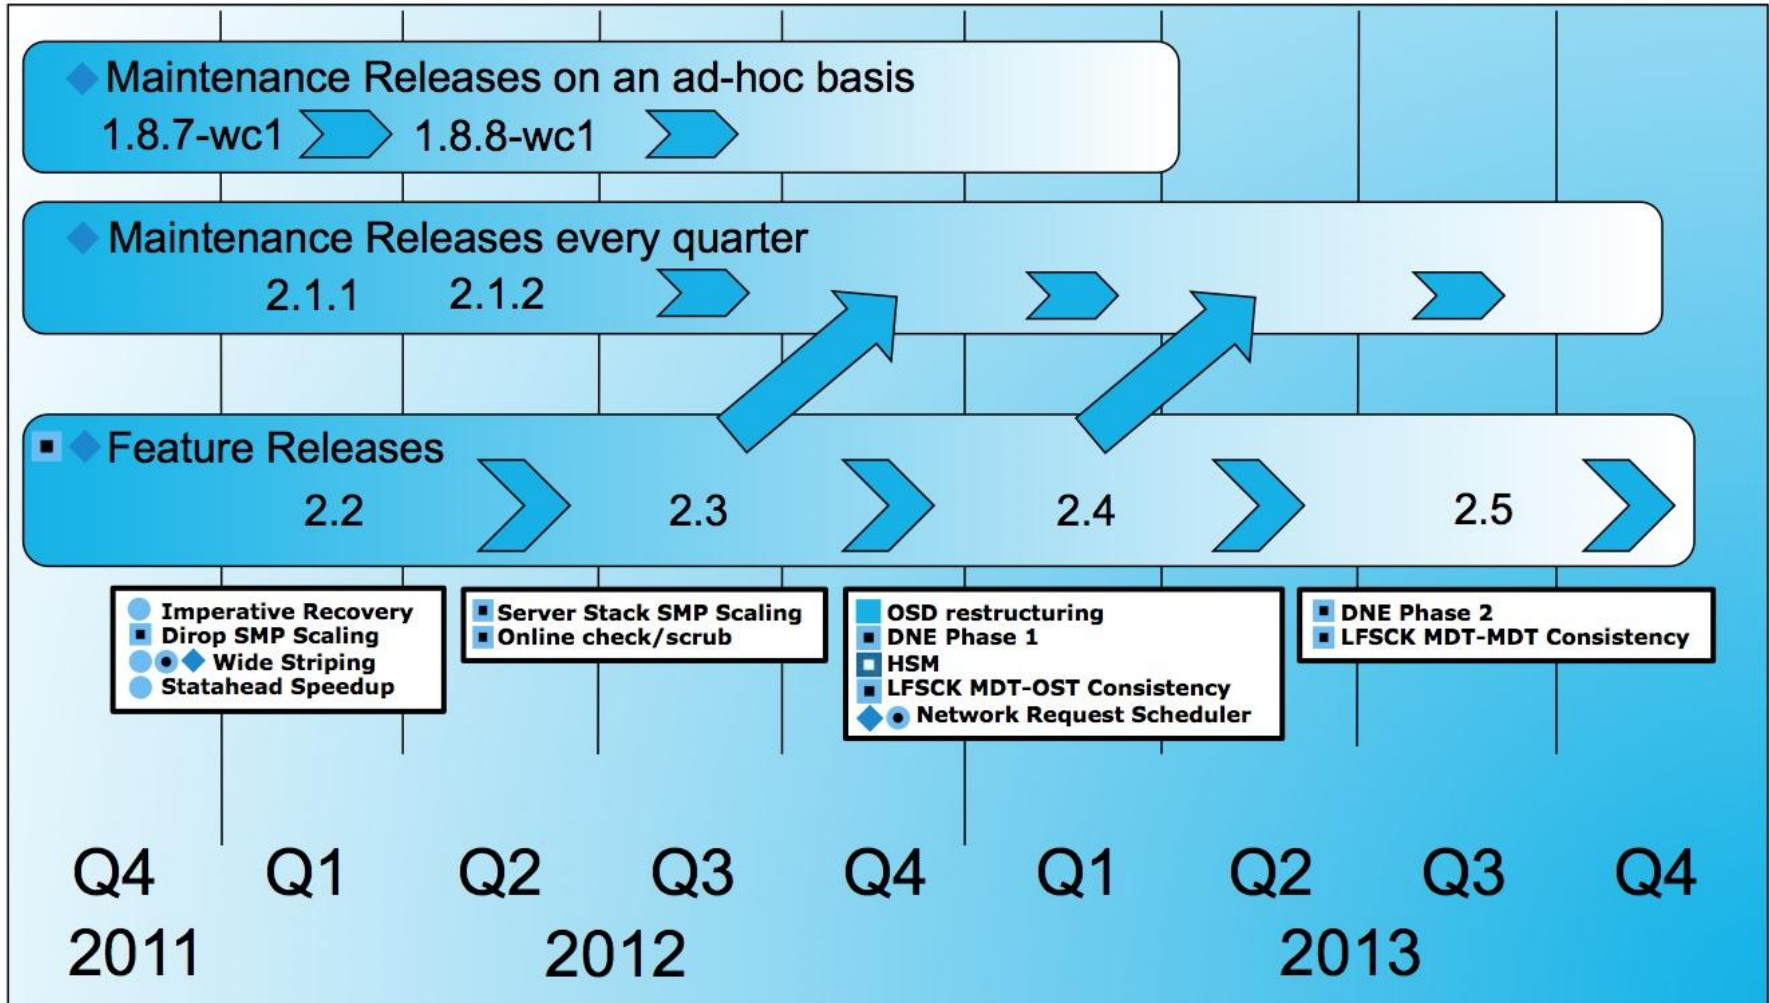 Maintenance Releases on an ad-hoc basis
1.8.7-wc1 1.8.8-wc1
Maintenance Releases every quarter
2.1.1 2.1.2
Feature Releases
2.2 2.3 2.4 2.5
Imperative Recovery
Dirop SMP Scaling
Wide Striping
Statahead Speedup
Server Stack SMP Scaling
Online check/scrub
OSD restructuring
DNE Phase 1
HSM
LFSCK MDT-OST Consistency
Network Request Scheduler
DNE Phase 2
LFSCK MDT-MDT Consistency
Q4 Q1 Q2 Q3 Q4 Q1 Q2 Q3 Q4
2011 2012 2013